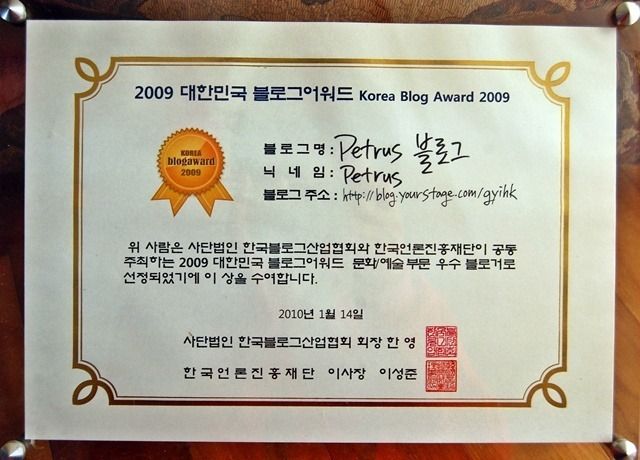 2009 대한민국 블로그어워드 Korea Blog Award 2009
KOREA
blogaward
2009
블로그명 : Petrus 블로그
닉 네 임 : Petrus
블로그 주소 : http://blog.yourstage.com/gyihk
위 사람은 사단법인 한국블로그산업협회와 한국언론진흥재단이 공동
주최하는 2009 대한민국 블로그어워드 문화/예술 부문 우수 블로거로
선정되었기에 이 상을 수여합니다.
2010년 1월 14일
사단법인 한국블로그산업협회 회장 한 영
한국언론진흥재단 이사장 이성준